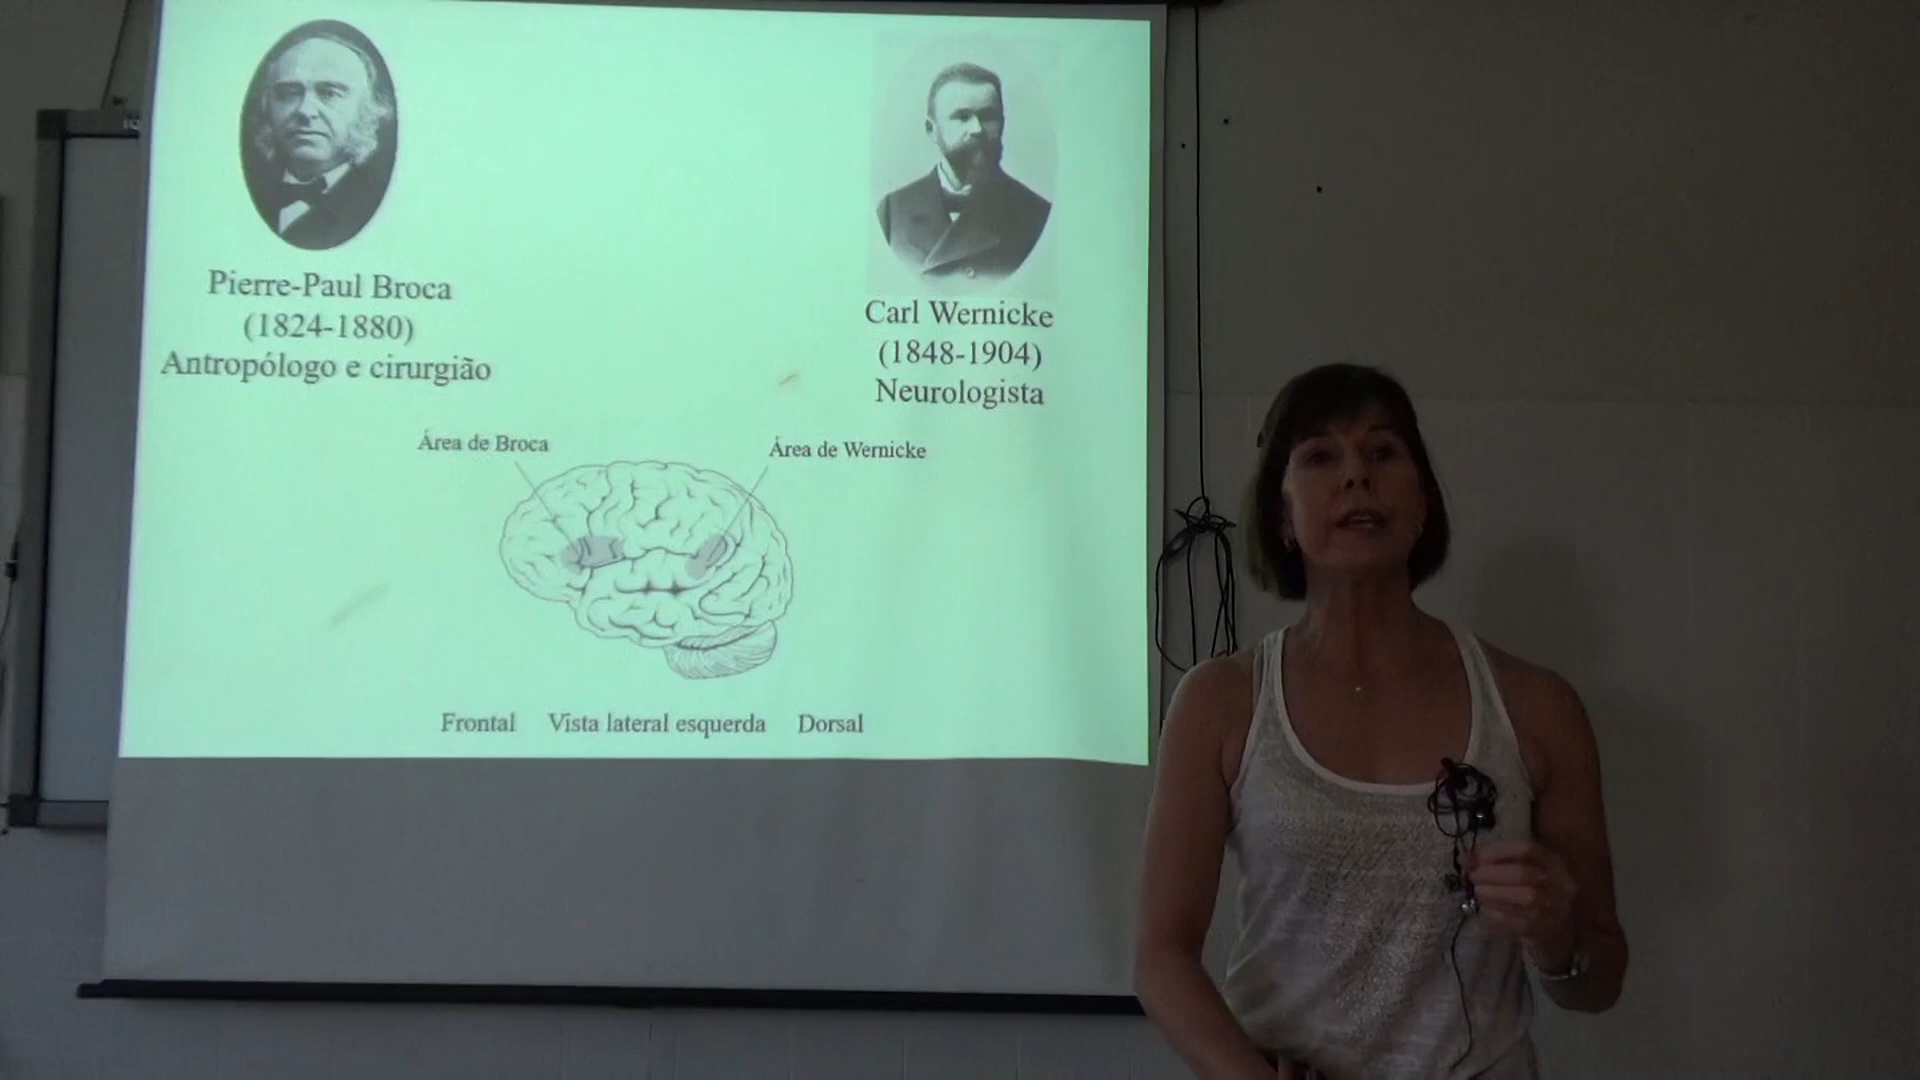 Pierre-Paul Broca
(1824-1880)
Antropólogo e cirurgião
Carl Wernicke
(1848-1904)
Neurologista
Área de Broca
Área de Wernicke
Frontal Vista lateral esquerda Dorsal